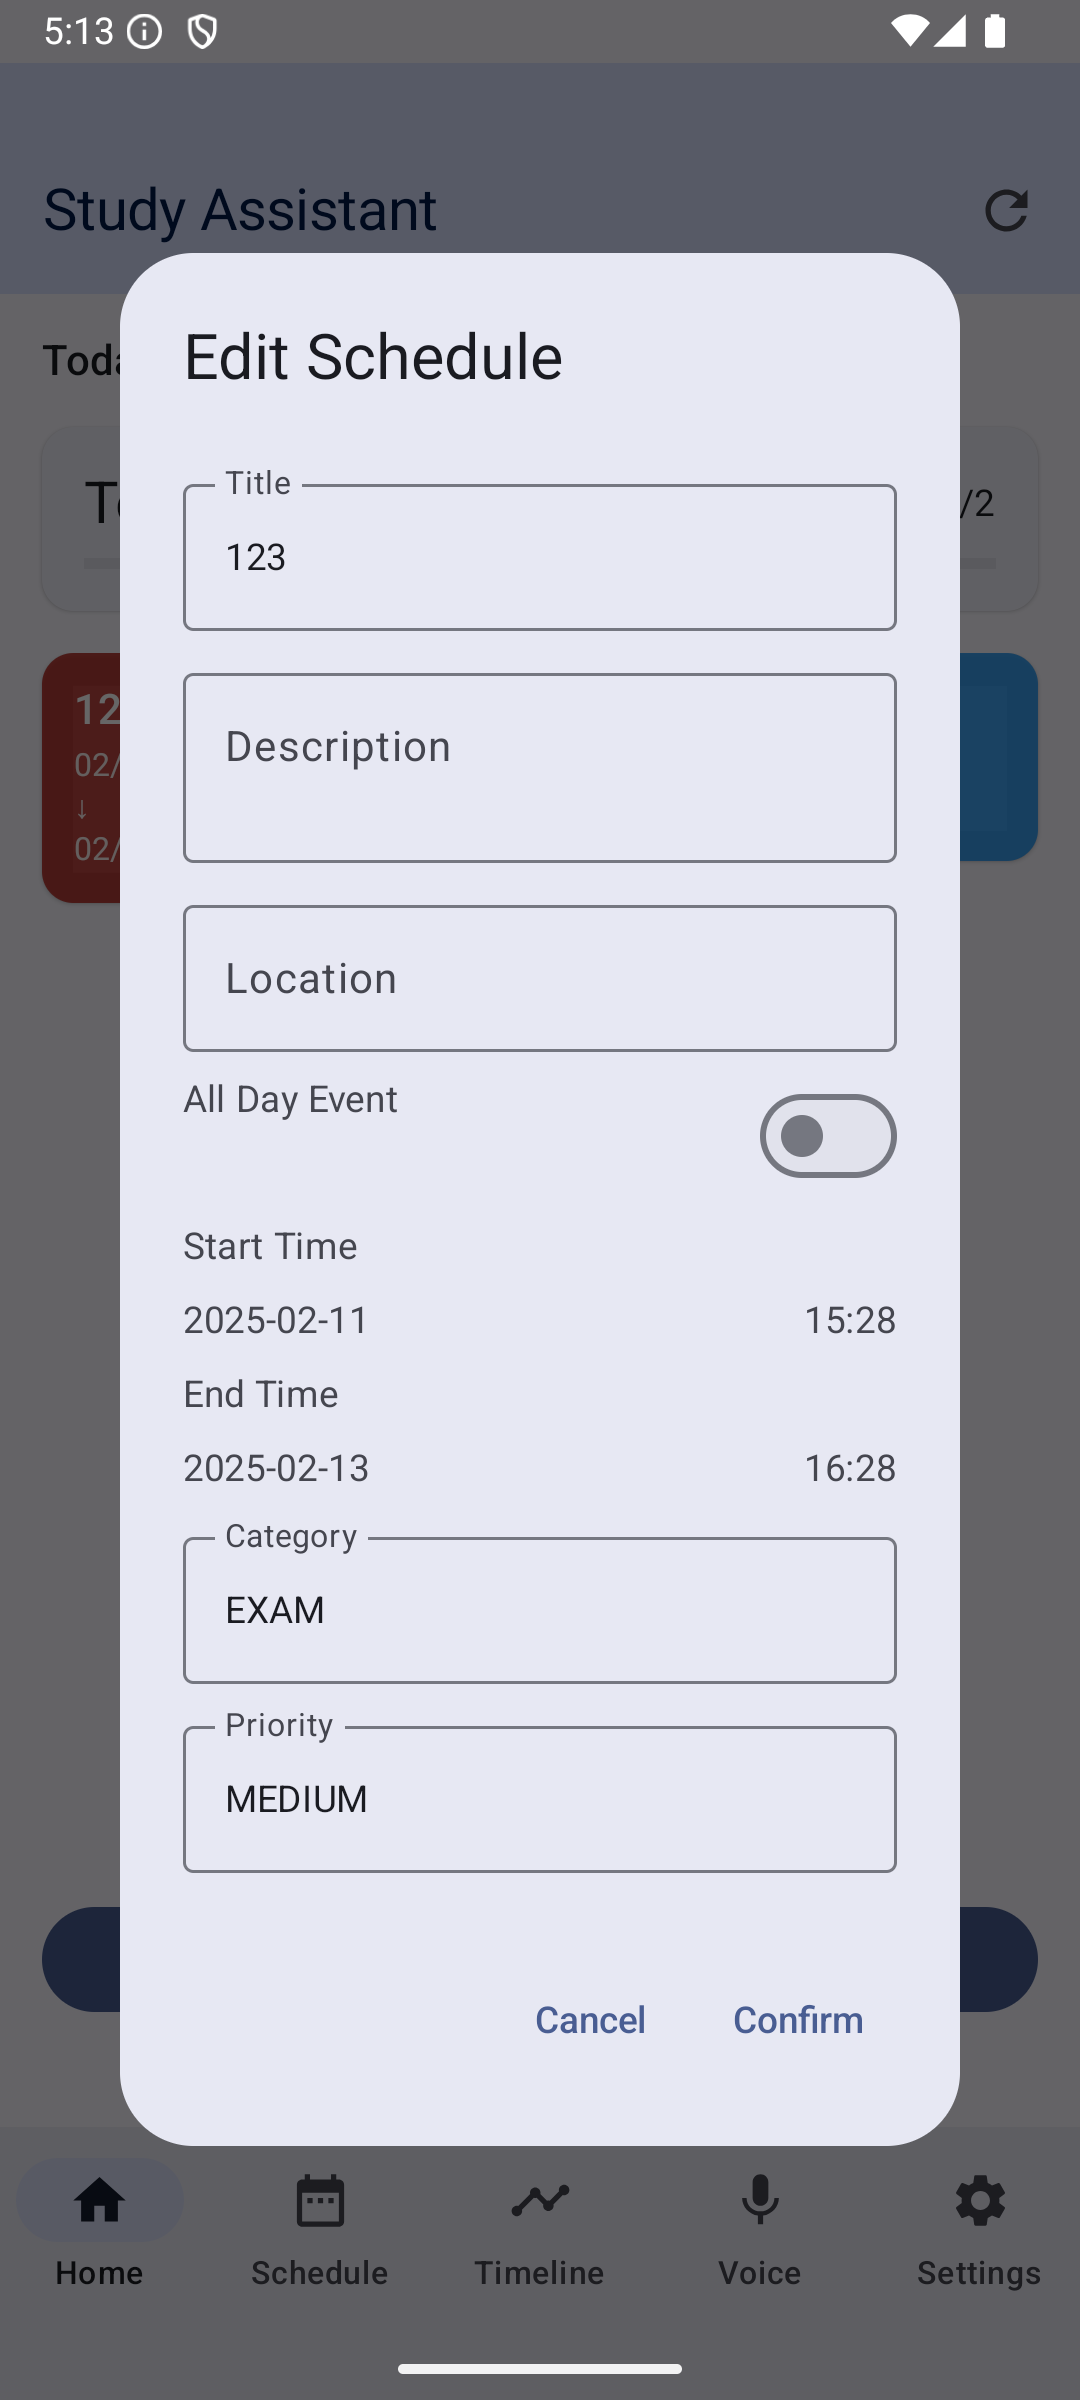 5:13
Study Assistant
Toda
To
/2
12
02/
↓
02/
Edit Schedule
Title
123
Description
Location
All Day Event
Start Time
2025-02-11 15:28
End Time
2025-02-13 16:28
Category
EXAM
Priority
MEDIUM
Cancel Confirm
Home Schedule Timeline Voice Settings